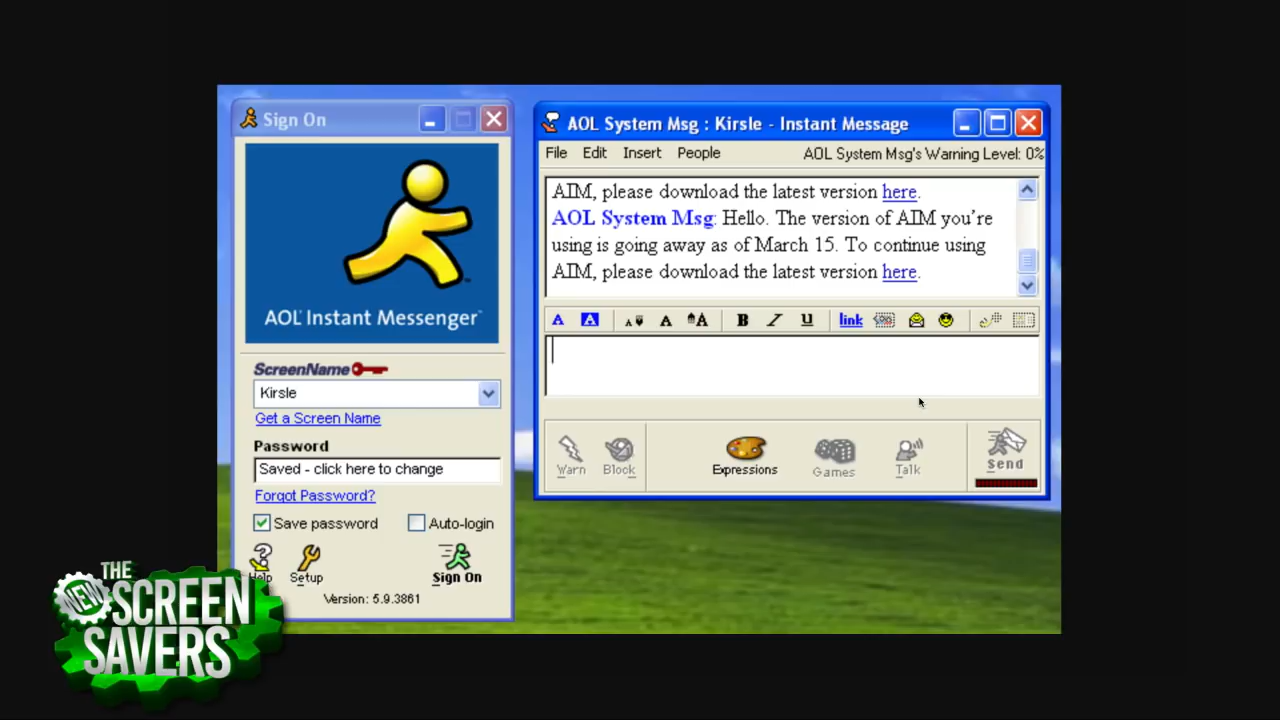 Sign On
AOL Instant Messenger
ScreenName
Kirsle
Get a Screen Name
Password
Saved - click here to change
Forgot Password?
Save password
Auto-login
Help
Setup
Sign On
Version: 5.9.3861
AOL System Msg : Kirsle - Instant Message
File Edit Insert People
AOL System Msg's Warning Level: 0%
AIM, please download the latest version here.
AOL System Msg: Hello. The version of AIM you're
using is going away as of March 15. To continue using
AIM, please download the latest version here.
A A A A A B I U link
Warn
Block
Expressions
Games
Talk
Send
THE
NEW
SCREEN
SAVERS